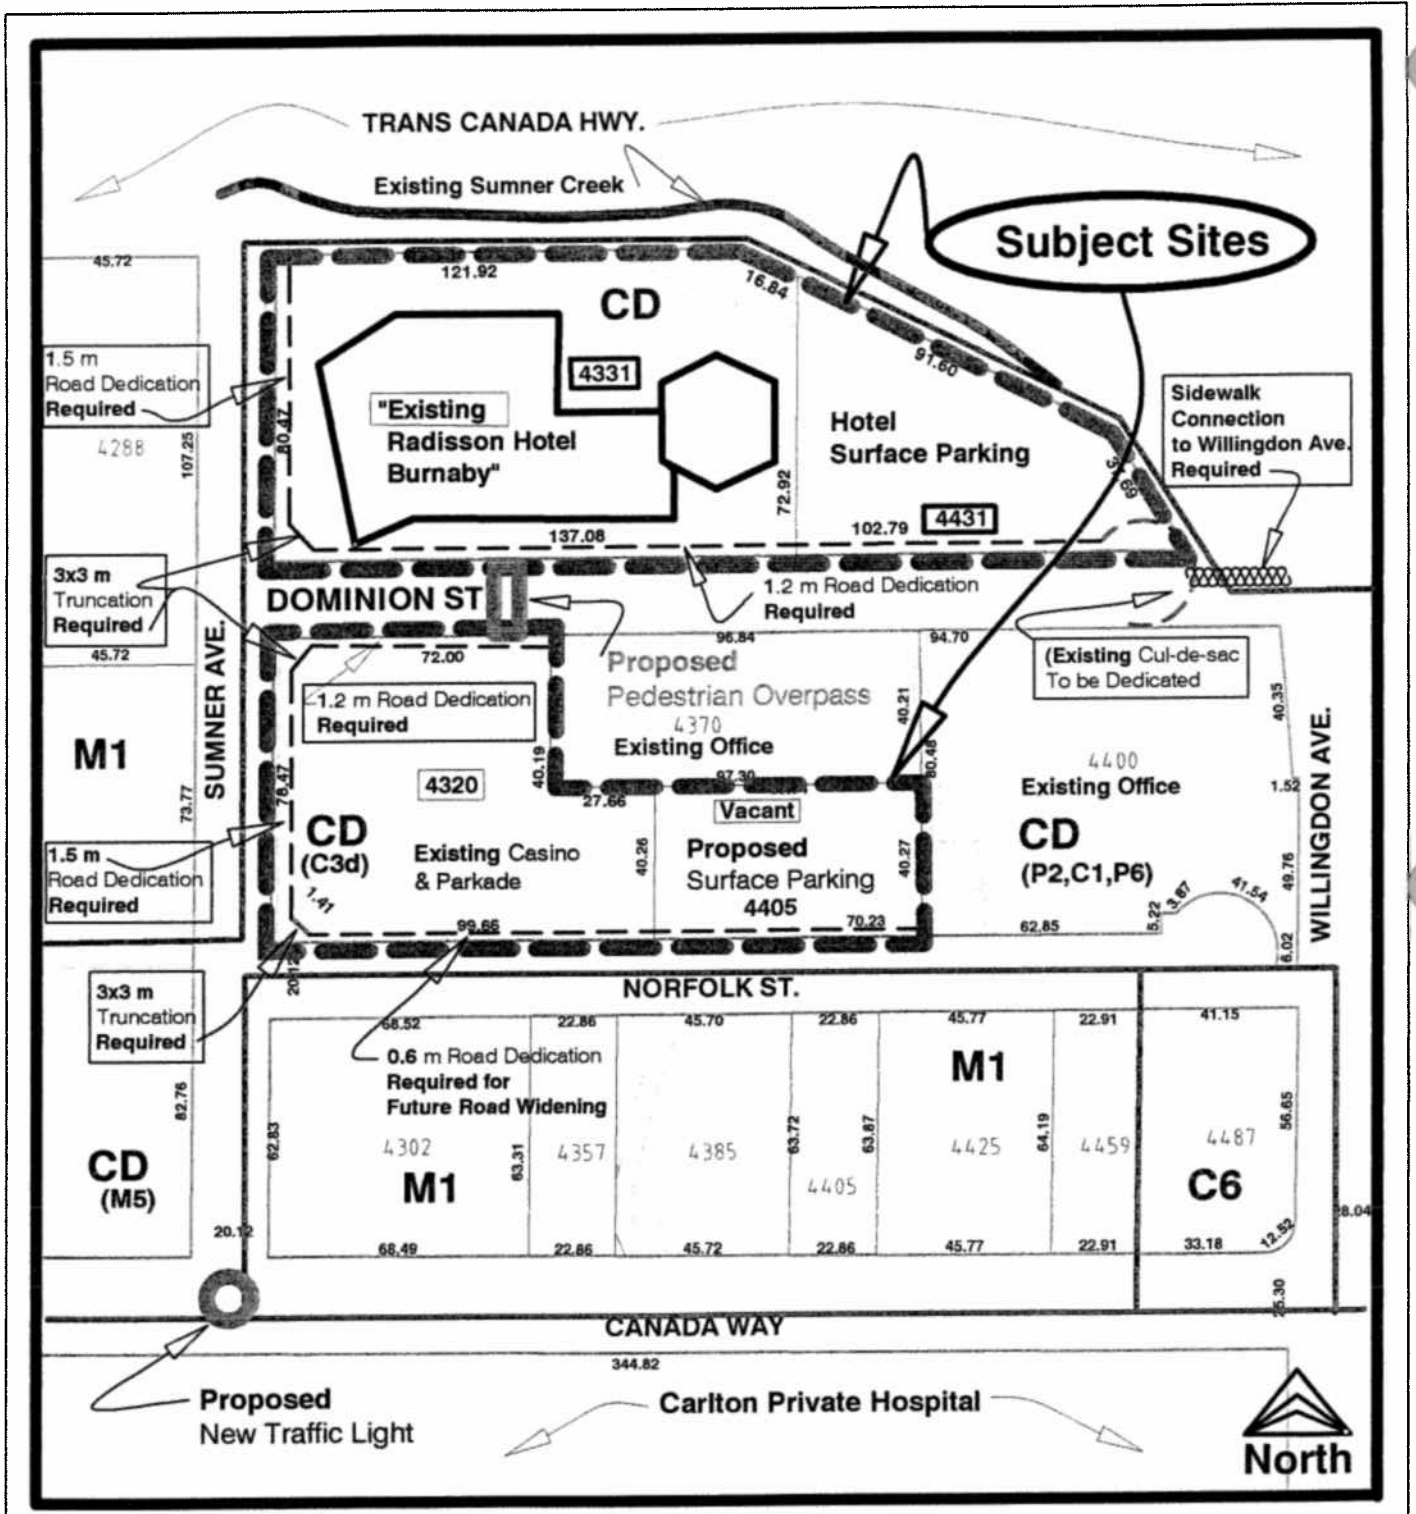 TRANS CANADA HWY.
Existing Sumner Creek
Subject Sites
45.72
121.92
16.84
CD
91.60
1.5 m
Road Dedication
Required
4288
107.25
80.47
4331
"Existing
Radisson Hotel
Burnaby"
Hotel
Surface Parking
72.92
4431
102.79
137.08
Sidewalk
Connection
to Willingdon Ave.
Required
3x3 m
Truncation
Required
DOMINION ST.
1.2 m Road Dedication
Required
45.72
72.00
96.84
94.70
SUMNER AVE.
1.2 m Road Dedication
Required
Proposed
Pedestrian Overpass
4370
Existing Office
40.21
(Existing Cul-de-sac
To be Dedicated
40.35
M1
40.19
80.48
4400
Existing Office
1.52
WILLINGDON AVE.
73.77
78.47
4320
27.66
97.30
Vacant
CD
(C3d)
Existing Casino
& Parkade
40.26
Proposed
Surface Parking
4405
40.27
CD
(P2,C1,P6)
49.76
1.5 m
Road Dedication
Required
1.41
99.66
70.23
62.85
5.22
3.87
41.54
6.02
20.12
NORFOLK ST.
3x3 m
Truncation
Required
68.52
22.86
45.70
22.86
45.77
22.91
41.15
0.6 m Road Dedication
Required for
Future Road Widening
M1
82.76
62.83
4302
63.31
4357
4385
63.72
4405
63.87
4425
64.19
4459
4487
56.65
CD
(M5)
M1
C6
20.12
68.49
22.86
45.72
22.86
45.77
22.91
33.18
12.52
CANADA WAY
344.82
Proposed
New Traffic Light
Carlton Private Hospital
North